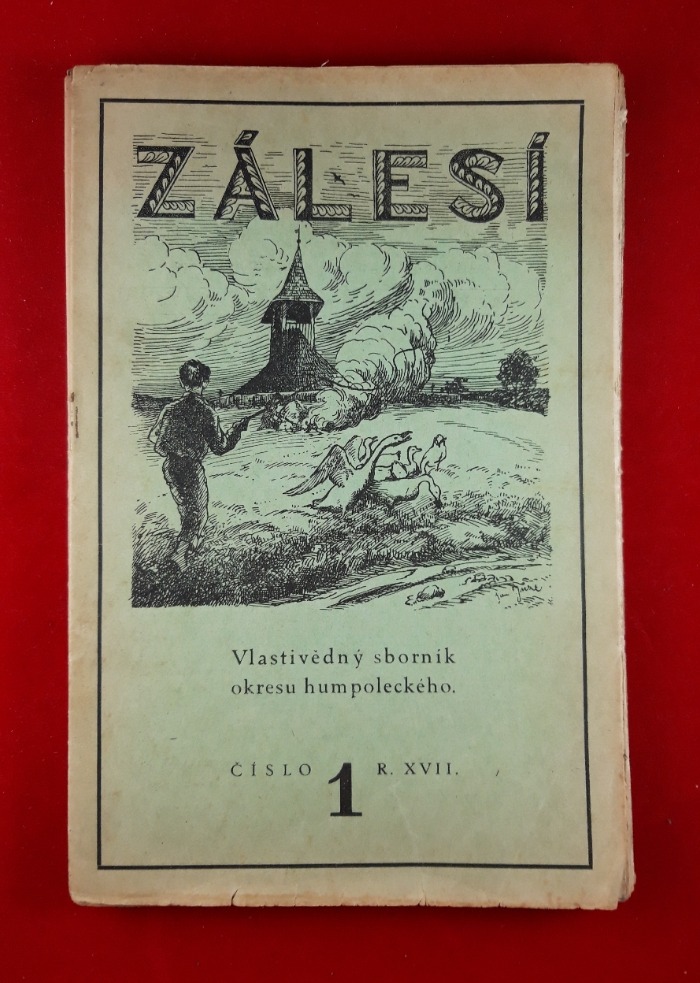 ZÁLESÍ
Vlastivědný sborník
okresu humpoleckého.
ČÍSLO 1 R. XVII.